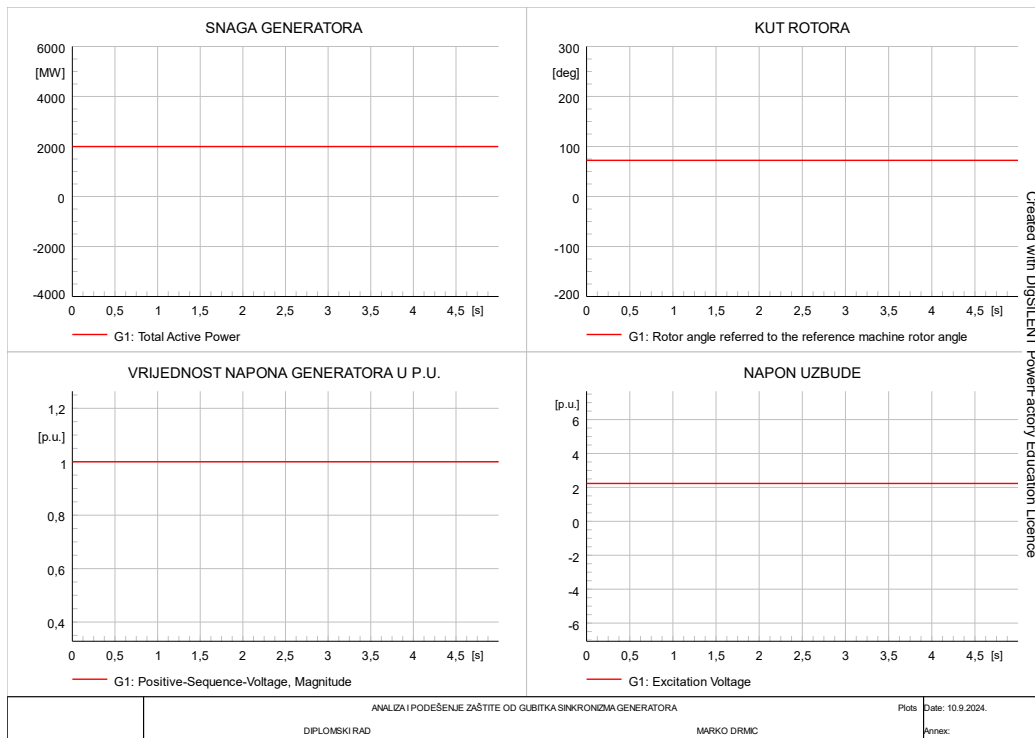 SNAGA GENERATORA
6000
[MW]
4000
2000
0
-2000
-4000
0 0,5 1 1,5 2 2,5 3 3,5 4 4,5 [s]
G1: Total Active Power
KUT ROTORA
300
[deg]
200
100
0
-100
-200
0 0,5 1 1,5 2 2,5 3 3,5 4 4,5 [s]
G1: Rotor angle referred to the reference machine rotor angle
VRIJEDNOST NAPONA GENERATORA U P.U.
1,2
[p.u.]
1
0,8
0,6
0,4
0 0,5 1 1,5 2 2,5 3 3,5 4 4,5 [s]
G1: Positive-Sequence-Voltage, Magnitude
NAPON UZBUDE
[p.u.]
6
4
2
0
-2
-4
-6
0 0,5 1 1,5 2 2,5 3 3,5 4 4,5 [s]
G1: Excitation Voltage
Created with DIgSILENT PowerFactory Education Licence
ANALIZA I PODEŠENJE ZAŠTITE OD GUBITKA SINKRONIZMA GENERATORA
DIPLOMSKI RAD
MARKO DRMIC
Plots
Date: 10.9.2024.
Annex: